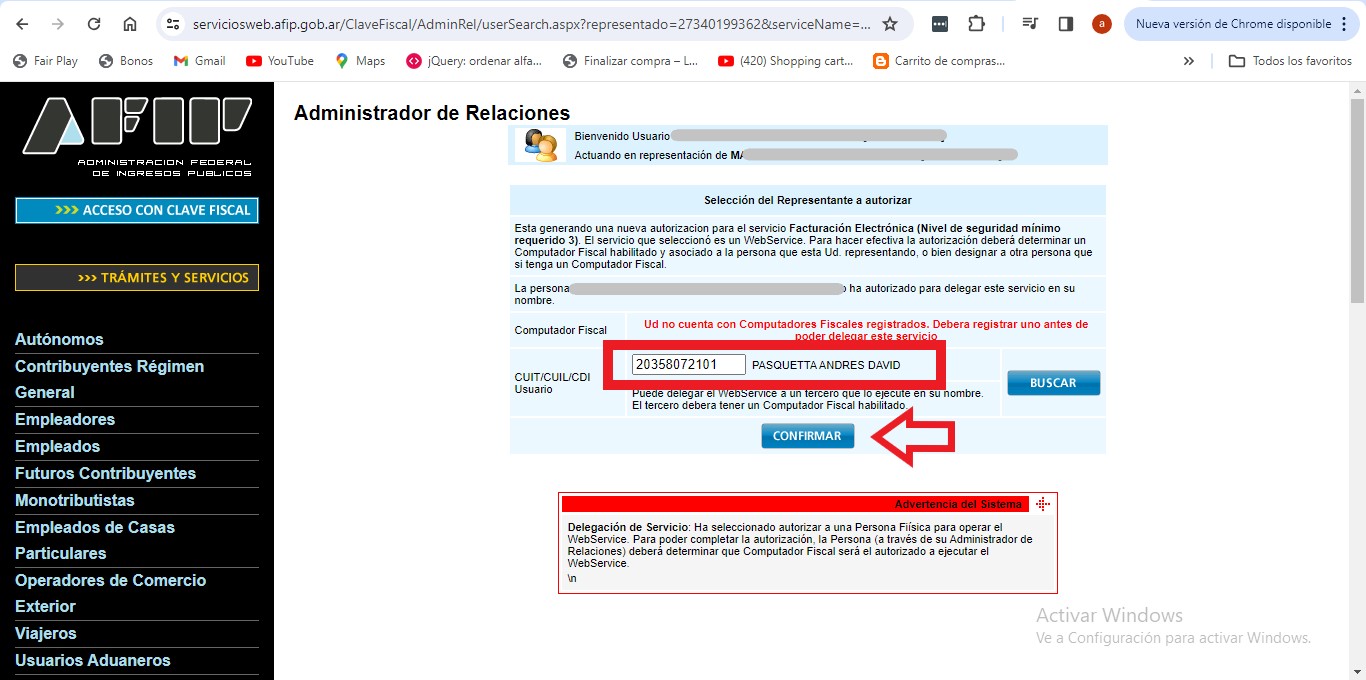 serviciosweb.afip.gob.ar/ClaveFiscal/AdminRel/userSearch.aspx?representado=27340199362&serviceName=...
a
Nueva versión de Chrome disponible
Fair Play
Bonos
Gmail
YouTube
Maps
jQuery: ordenar alfa...
Finalizar compra – L...
(420) Shopping cart...
Carrito de compras...
»
Todos los favoritos
AFIP
ADMINISTRACION FEDERAL
DE INGRESOS PUBLICOS
>>> ACCESO CON CLAVE FISCAL
>>> TRÁMITES Y SERVICIOS
Autónomos
Contribuyentes Régimen
General
Empleadores
Empleados
Futuros Contribuyentes
Monotributistas
Empleados de Casas
Particulares
Operadores de Comercio
Exterior
Viajeros
Usuarios Aduaneros
Administrador de Relaciones
Bienvenido Usuario
Actuando en representación de MA
Selección del Representante a autorizar
Esta generando una nueva autorizacion para el servicio Facturación Electrónica (Nivel de seguridad mínimo
requerido 3). El servicio que seleccionó es un WebService. Para hacer efectiva la autorización deberá determinar un
Computador Fiscal habilitado y asociado a la persona que esta Ud. representando, o bien designar a otra persona que
si tenga un Computador Fiscal.
La persona o ha autorizado para delegar este servicio en su
nombre.
Computador Fiscal
Ud no cuenta con Computadores Fiscales registrados. Debera registrar uno antes de
poder delegar este servicio
CUIT/CUIL/CDI
Usuario
20358072101 PASQUETTA ANDRES DAVID
Puede delegar el WebService a un tercero que lo ejecute en su nombre.
El tercero debera tener un Computador Fiscal habilitado.
BUSCAR
CONFIRMAR
Advertencia del Sistema
Delegación de Servicio: Ha seleccionado autorizar a una Persona Fiísica para operar el
WebService. Para poder completar la autorización, la Persona (a través de su Administrador de
Relaciones) deberá determinar que Computador Fiscal será el autorizado a ejecutar el
WebService.
\n
Activar Windows
Ve a Configuración para activar Windows.